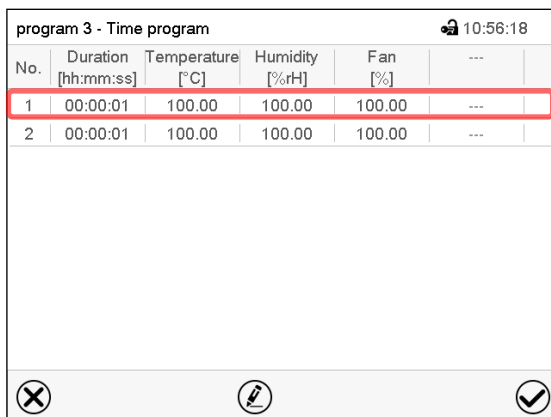 program 3 - Time program 10:56:18
No. Duration [hh:mm:ss] Temperature [°C] Humidity [%rH] Fan [%] ---
1 00:00:01 100.00 100.00 100.00 ---
2 00:00:01 100.00 100.00 100.00 ---